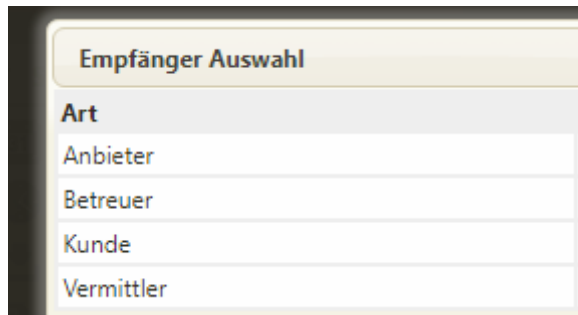 Empfänger Auswahl
Art
Anbieter
Betreuer
Kunde
Vermittler